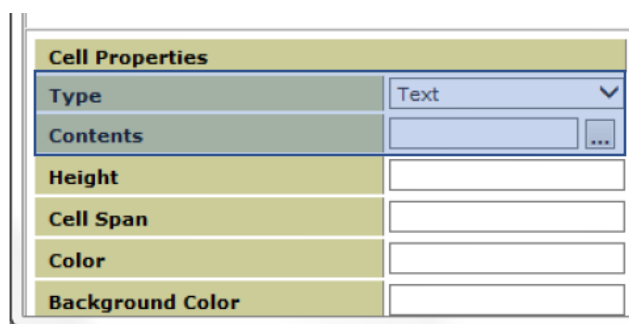 Cell Properties
Type Text
Contents ...
Height
Cell Span
Color
Background Color